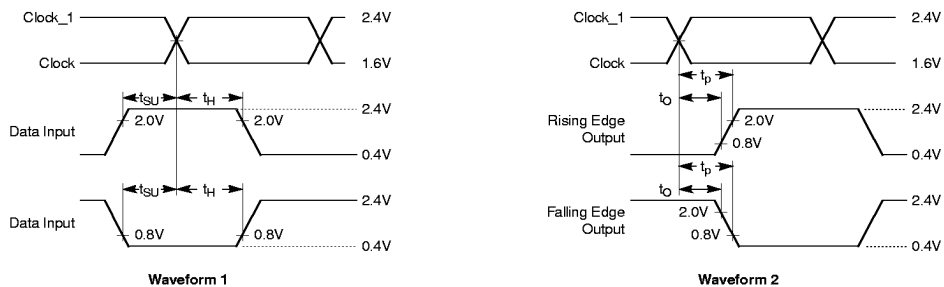 Clock_1
2.4V
Clock
1.6V
tSU
tH
2.4V
Data Input
2.0V
2.0V
0.4V
tSU
tH
2.4V
Data Input
0.8V
0.8V
0.4V
Waveform 1
Clock_1
2.4V
Clock
1.6V
tp
tO
2.4V
Rising Edge
Output
2.0V
0.8V
0.4V
tp
tO
2.4V
Falling Edge
Output
2.0V
0.8V
0.4V
Waveform 2